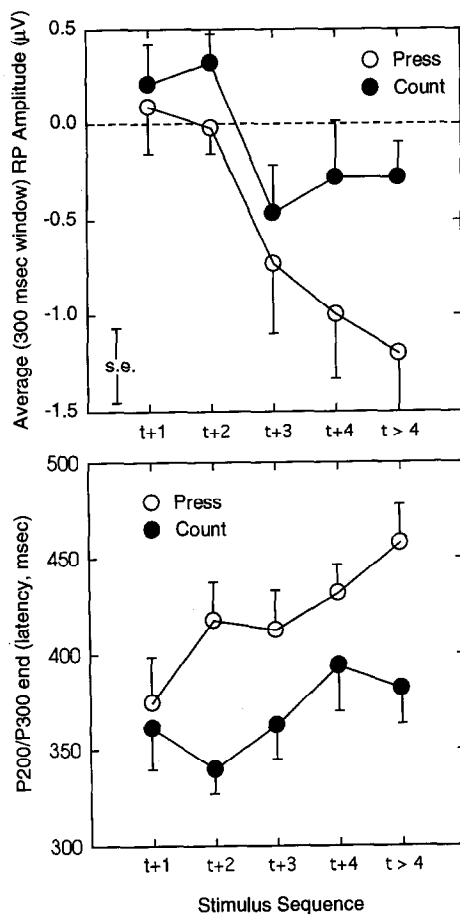 Average (300 msec window) RP Amplitude (µV)
0.5
0.0
-0.5
-1.0
-1.5
Press
Count
s.e.
t+1 t+2 t+3 t+4 t > 4
P200/P300 end (latency, msec)
500
450
400
350
300
Press
Count
t+1 t+2 t+3 t+4 t > 4
Stimulus Sequence